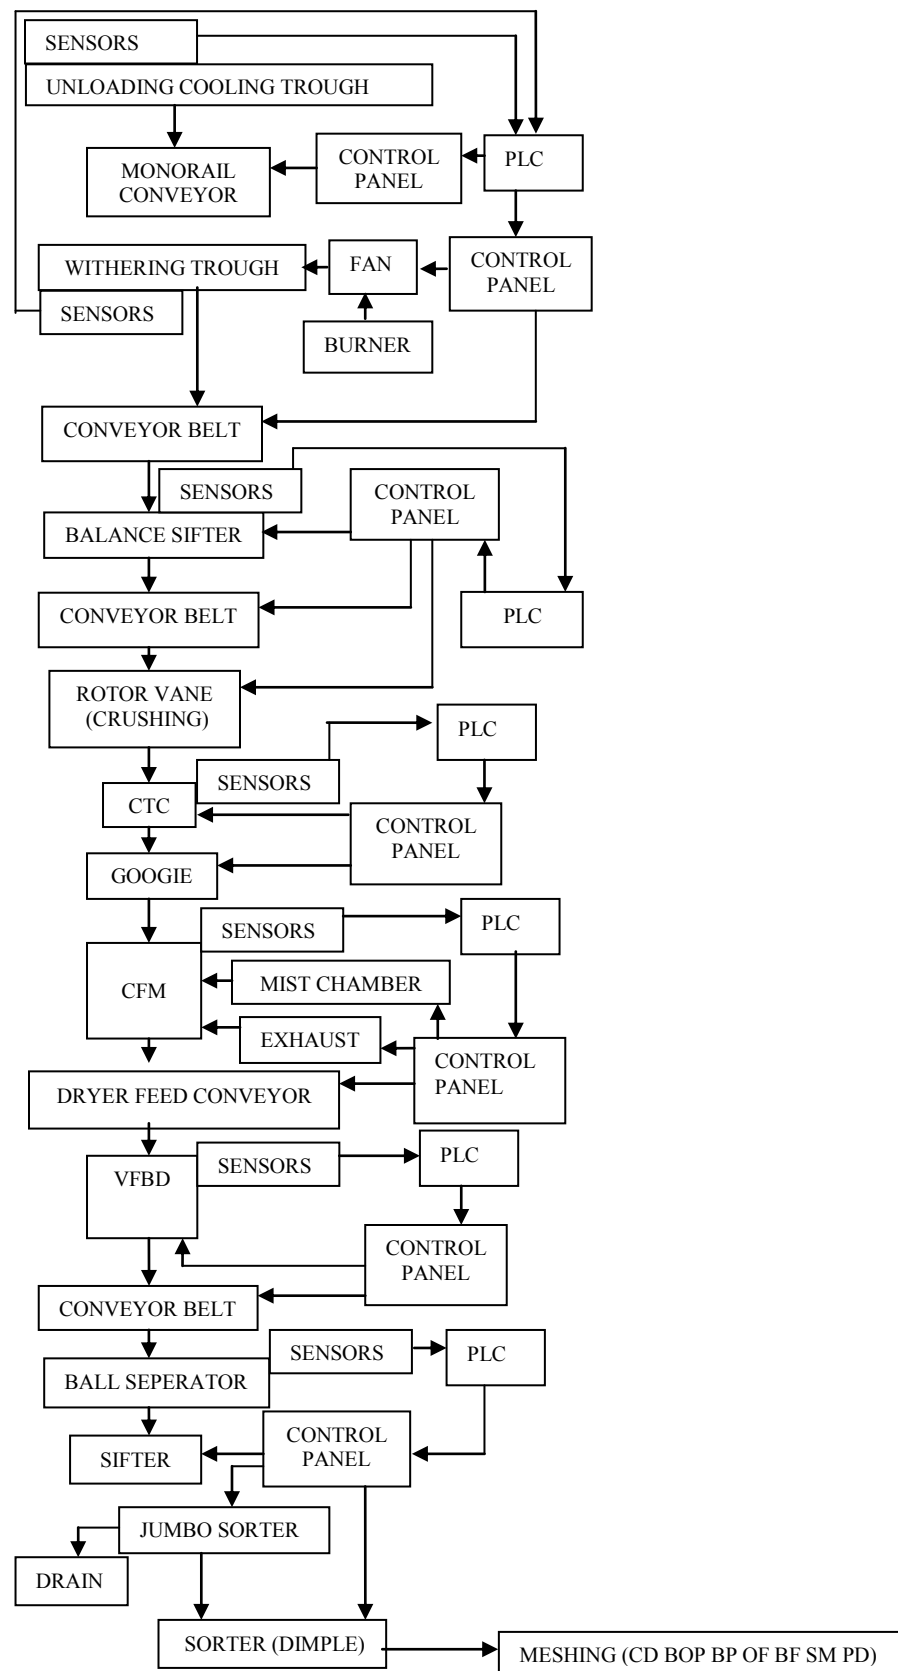 SENSORS
UNLOADING COOLING TROUGH
MONORAIL
CONVEYOR
CONTROL
PANEL
PLC
WITHERING TROUGH
FAN
CONTROL
PANEL
SENSORS
BURNER
CONVEYOR BELT
SENSORS
CONTROL
PANEL
BALANCE SIFTER
CONVEYOR BELT
PLC
ROTOR VANE
(CRUSHING)
PLC
SENSORS
CTC
CONTROL
PANEL
GOOGIE
SENSORS
PLC
CFM
MIST CHAMBER
EXHAUST
CONTROL
PANEL
DRYER FEED CONVEYOR
VFBD
SENSORS
PLC
CONTROL
PANEL
CONVEYOR BELT
SENSORS
PLC
BALL SEPERATOR
CONTROL
PANEL
SIFTER
JUMBO SORTER
DRAIN
SORTER (DIMPLE)
MESHING (CD BOP BP OF BF SM PD)